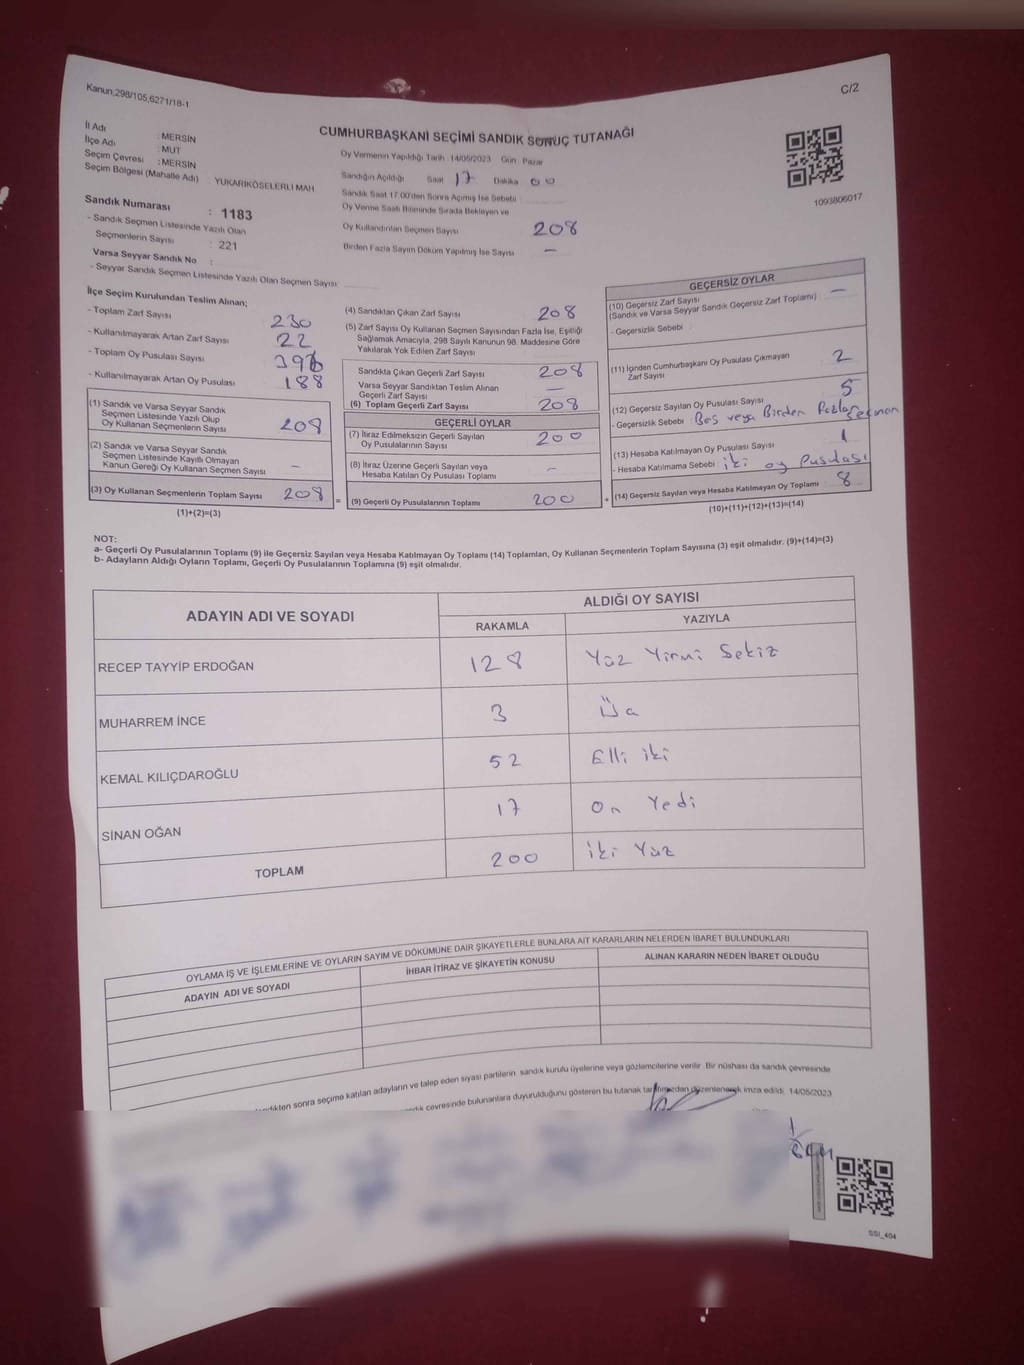 Kanun,298/105,6271/18-1
C/2
CUMHURBAŞKANI SEÇİMİ SANDIK SONUÇ TUTANAĞI
İl Adı : MERSİN
İlçe Adı : MUT
Seçim Çevresi : MERSİN
Seçim Bölgesi (Mahalle Adı) : YUKARIKÖSELERLİ MAH
Oy Vermenin Yapıldığı Tarih : 14/05/2023 Gün : Pazar
Sandığın Açıldığı Saat 17 Dakika 00
Sandık Saat 17.00'den Sonra Açılmış İse Sebebi :
Oy Verme Saati Bitiminde Sırada Bekleyen ve
Oy Kullandırılan Seçmen Sayısı 208
Birden Fazla Sayım Döküm Yapılmış İse Sayısı —
1093806017
Sandık Numarası : 1183
- Sandık Seçmen Listesinde Yazılı Olan
Seçmenlerin Sayısı : 221
Varsa Seyyar Sandık No :
- Seyyar Sandık Seçmen Listesinde Yazılı Olan Seçmen Sayısı
İlçe Seçim Kurulundan Teslim Alınan;
- Toplam Zarf Sayısı 230
- Kullanılmayarak Artan Zarf Sayısı 22
- Toplam Oy Pusulası Sayısı 396
- Kullanılmayarak Artan Oy Pusulası 188
(1) Sandık ve Varsa Seyyar Sandık
Seçmen Listesinde Yazılı Olup
Oy Kullanan Seçmenlerin Sayısı 208
(2) Sandık ve Varsa Seyyar Sandık
Seçmen Listesinde Kayıtlı Olmayan
Kanun Gereği Oy Kullanan Seçmen Sayısı —
(3) Oy Kullanan Seçmenlerin Toplam Sayısı 208 =
(1)+(2)=(3)
(4) Sandıktan Çıkan Zarf Sayısı 208
(5) Zarf Sayısı Oy Kullanan Seçmen Sayısından Fazla İse, Eşitliği
Sağlamak Amacıyla, 298 Sayılı Kanunun 98. Maddesine Göre
Yakılarak Yok Edilen Zarf Sayısı
Sandıkta Çıkan Geçerli Zarf Sayısı 208
Varsa Seyyar Sandıktan Teslim Alınan
Geçerli Zarf Sayısı —
(6) Toplam Geçerli Zarf Sayısı 208
GEÇERLİ OYLAR
(7) İtiraz Edilmeksizin Geçerli Sayılan
Oy Pusulalarının Sayısı 200
(8) İtiraz Üzerine Geçerli Sayılan veya
Hesaba Katılan Oy Pusulası Toplamı —
(9) Geçerli Oy Pusulalarının Toplamı 200 +
GEÇERSİZ OYLAR
(10) Geçersiz Zarf Sayısı
(Sandık ve Varsa Seyyar Sandık Geçersiz Zarf Toplamı) —
- Geçersizlik Sebebi :
(11) İçinden Cumhurbaşkanı Oy Pusulası Çıkmayan
Zarf Sayısı 2
(12) Geçersiz Sayılan Oy Pusulası Sayısı 5
- Geçersizlik Sebebi : Boş veya Birden Fazla seçmen
(13) Hesaba Katılmayan Oy Pusulası Sayısı 1
- Hesaba Katılmama Sebebi : iki oy Pusulası
(14) Geçersiz Sayılan veya Hesaba Katılmayan Oy Toplamı 8
(10)+(11)+(12)+(13)=(14)
NOT:
a- Geçerli Oy Pusulalarının Toplamı (9) ile Geçersiz Sayılan veya Hesaba Katılmayan Oy Toplamı (14) Toplamları, Oy Kullanan Seçmenlerin Toplam Sayısına (3) eşit olmalıdır. (9)+(14)=(3)
b- Adayların Aldığı Oyların Toplamı, Geçerli Oy Pusulalarının Toplamına (9) eşit olmalıdır.
ADAYIN ADI VE SOYADI
ALDIĞI OY SAYISI
RAKAMLA YAZIYLA
RECEP TAYYİP ERDOĞAN 128 Yüz Yirmi Sekiz
MUHARREM İNCE 3 Üç
KEMAL KILIÇDAROĞLU 52 Elli iki
SİNAN OĞAN 17 On Yedi
TOPLAM 200 iki Yüz
OYLAMA İŞ VE İŞLEMLERİNE VE OYLARIN SAYIM VE DÖKÜMÜNE DAİR ŞİKAYETLERLE BUNLARA AİT KARARLARIN NELERDEN İBARET BULUNDUKLARI
ADAYIN ADI VE SOYADI İHBAR İTİRAZ VE ŞİKAYETİN KONUSU ALINAN KARARIN NEDEN İBARET OLDUĞU
sonra seçime katılan adayların ve talep eden siyasi partilerin sandık kurulu üyelerine veya gözlemcilerine verilir. Bir nüshası da sandık çevresinde
çevresinde bulunanlara duyurulduğunu gösteren bu tutanak tarafımızdan düzenlenerek imza edildi. 14/05/2023
SSI_404